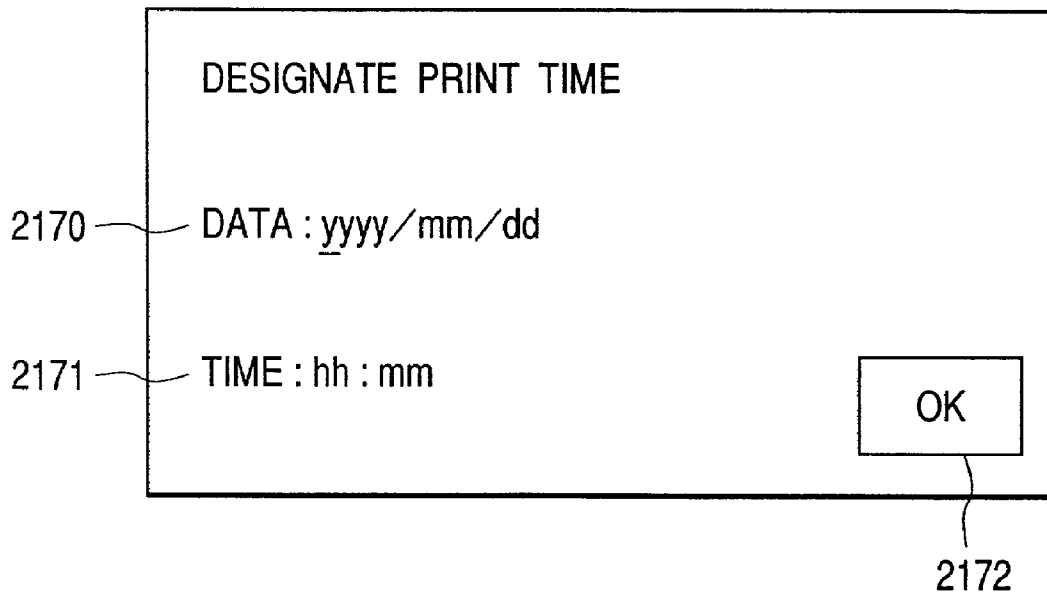 DESIGNATE PRINT TIME
2170 DATA : yyyy/mm/dd
2171 TIME : hh : mm
OK
2172